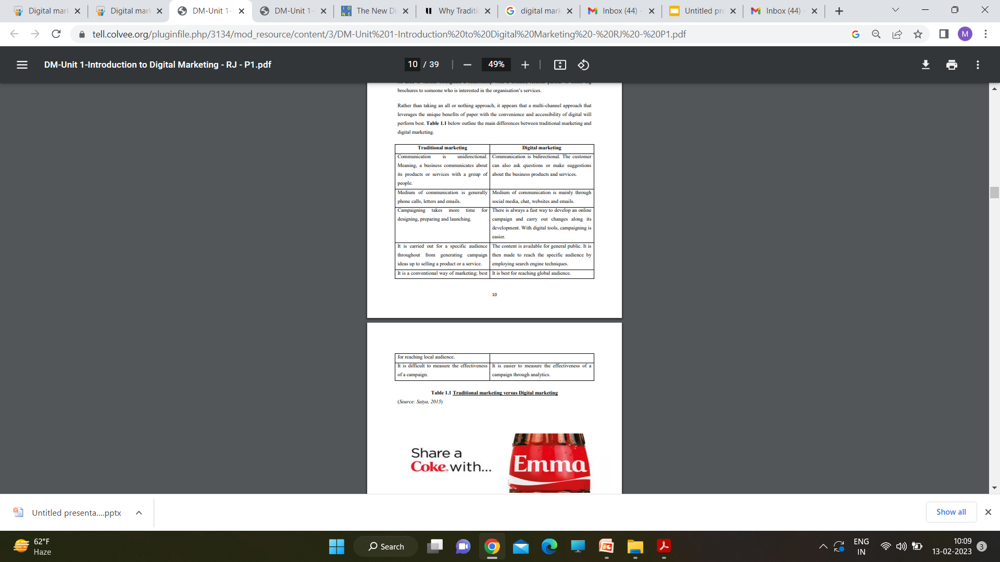 Digital mark
Digital mark
DM-Unit 1-
DM-Unit 1-
The New Di
Why Traditi
digital mark
Inbox (44) -
Untitled pre
Inbox (44) -
tell.colvee.org/pluginfile.php/3134/mod_resource/content/3/DM-Unit%201-Introduction%20to%20Digital%20Marketing%20-%20RJ%20-%20P1.pdf
M
DM-Unit 1-Introduction to Digital Marketing - RJ - P1.pdf
10 / 39
49%
brochures to someone who is interested in the organisation's services.
Rather than taking an all or nothing approach, it appears that a multi-channel approach that
leverages the unique benefits of paper with the convenience and accessibility of digital will
perform best. Table 1.1 below outline the main differences between traditional marketing and
digital marketing.
Traditional marketing
Digital marketing
Communication is unidirectional.
Meaning, a business communicates about
its products or services with a group of
people.
Communication is bidirectional. The customer
can also ask questions or make suggestions
about the business products and services.
Medium of communication is generally
phone calls, letters and emails.
Medium of communication is mainly through
social media, chat, websites and emails.
Campaigning takes more time for
designing, preparing and launching.
There is always a fast way to develop an online
campaign and carry out changes along its
development. With digital tools, campaigning is
easier.
It is carried out for a specific audience
throughout from generating campaign
ideas up to selling a product or a service.
The content is available for general public. It is
then made to reach the specific audience by
employing search engine techniques.
It is a conventional way of marketing; best
It is best for reaching global audience.
10
for reaching local audience.
It is difficult to measure the effectiveness
of a campaign.
It is easier to measure the effectiveness of a
campaign through analytics.
Table 1.1 Traditional marketing versus Digital marketing
(Source: Satya, 2015)
Share a
Coke with...
Emma
Untitled presenta....pptx
Show all
62°F
Haze
Search
ENG
IN
10:09
13-02-2023
3